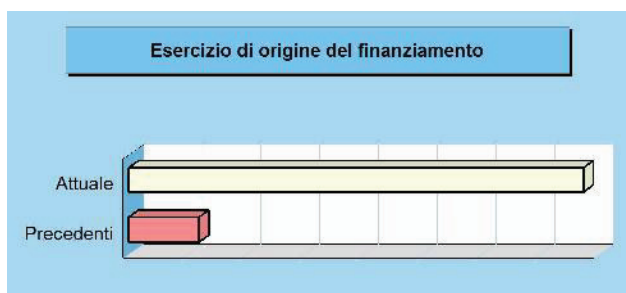 Esercizio di origine del finanziamento
Attuale
Precedenti